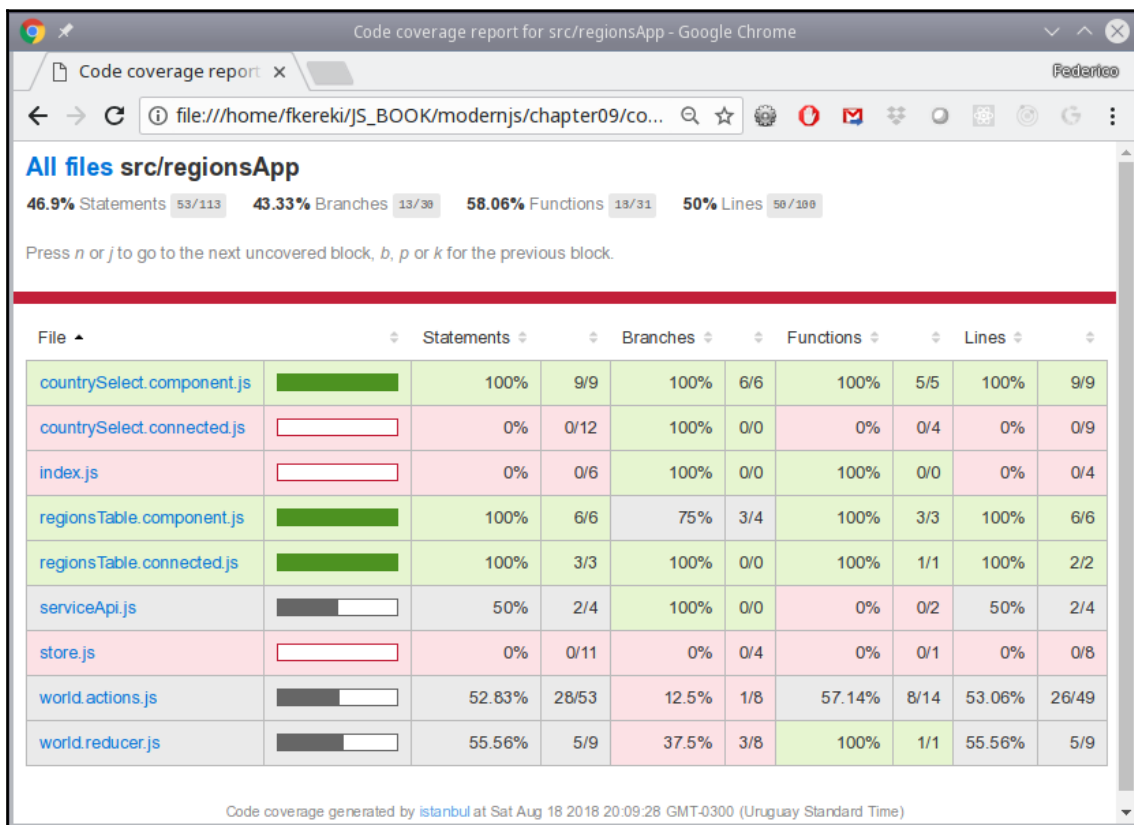 Code coverage report for src/regionsApp - Google Chrome
Code coverage report
Federico
file:///home/fkereki/JS_BOOK/modernjs/chapter09/co...
All files src/regionsApp
46.9% Statements 53/113 43.33% Branches 13/30 58.06% Functions 18/31 50% Lines 50/100
Press n or j to go to the next uncovered block, b, p or k for the previous block.
File Statements Branches Functions Lines
countrySelect.component.js 100% 9/9 100% 6/6 100% 5/5 100% 9/9
countrySelect.connected.js 0% 0/12 100% 0/0 0% 0/4 0% 0/9
index.js 0% 0/6 100% 0/0 100% 0/0 0% 0/4
regionsTable.component.js 100% 6/6 75% 3/4 100% 3/3 100% 6/6
regionsTable.connected.js 100% 3/3 100% 0/0 100% 1/1 100% 2/2
serviceApi.js 50% 2/4 100% 0/0 0% 0/2 50% 2/4
store.js 0% 0/11 0% 0/4 0% 0/1 0% 0/8
world.actions.js 52.83% 28/53 12.5% 1/8 57.14% 8/14 53.06% 26/49
world.reducer.js 55.56% 5/9 37.5% 3/8 100% 1/1 55.56% 5/9
Code coverage generated by istanbul at Sat Aug 18 2018 20:09:28 GMT-0300 (Uruguay Standard Time)